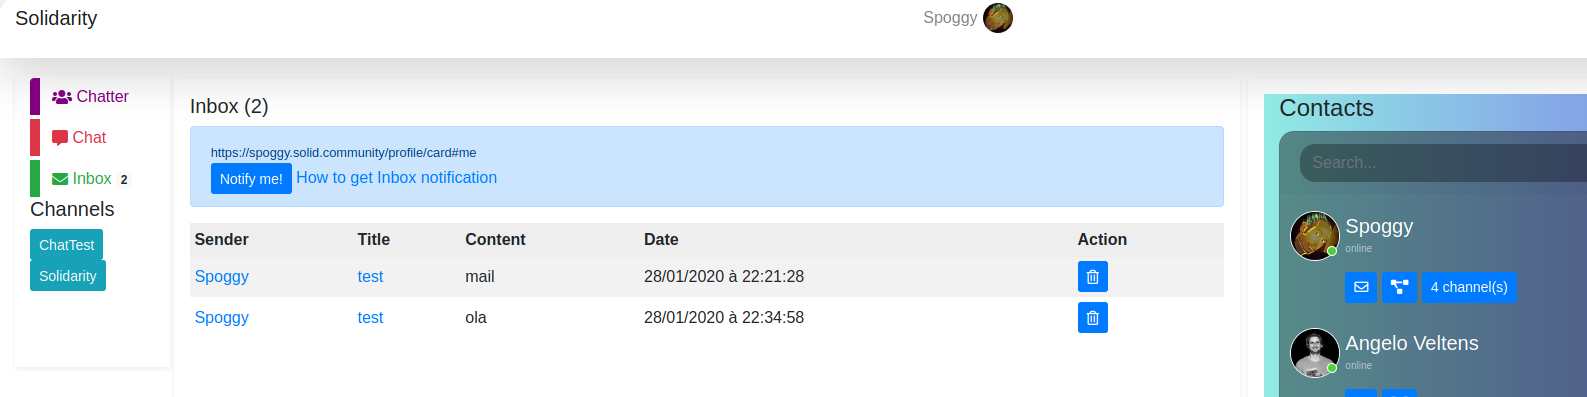 Solidarity
Spoggy
Chatter
Chat
Inbox 2
Channels
ChatTest
Solidarity
Inbox (2)
https://spoggy.solid.community/profile/card#me
Notify me! How to get Inbox notification
Sender Title Content Date Action
Spoggy test mail 28/01/2020 à 22:21:28
Spoggy test ola 28/01/2020 à 22:34:58
Contacts
Search...
Spoggy
online
4 channel(s)
Angelo Veltens
online